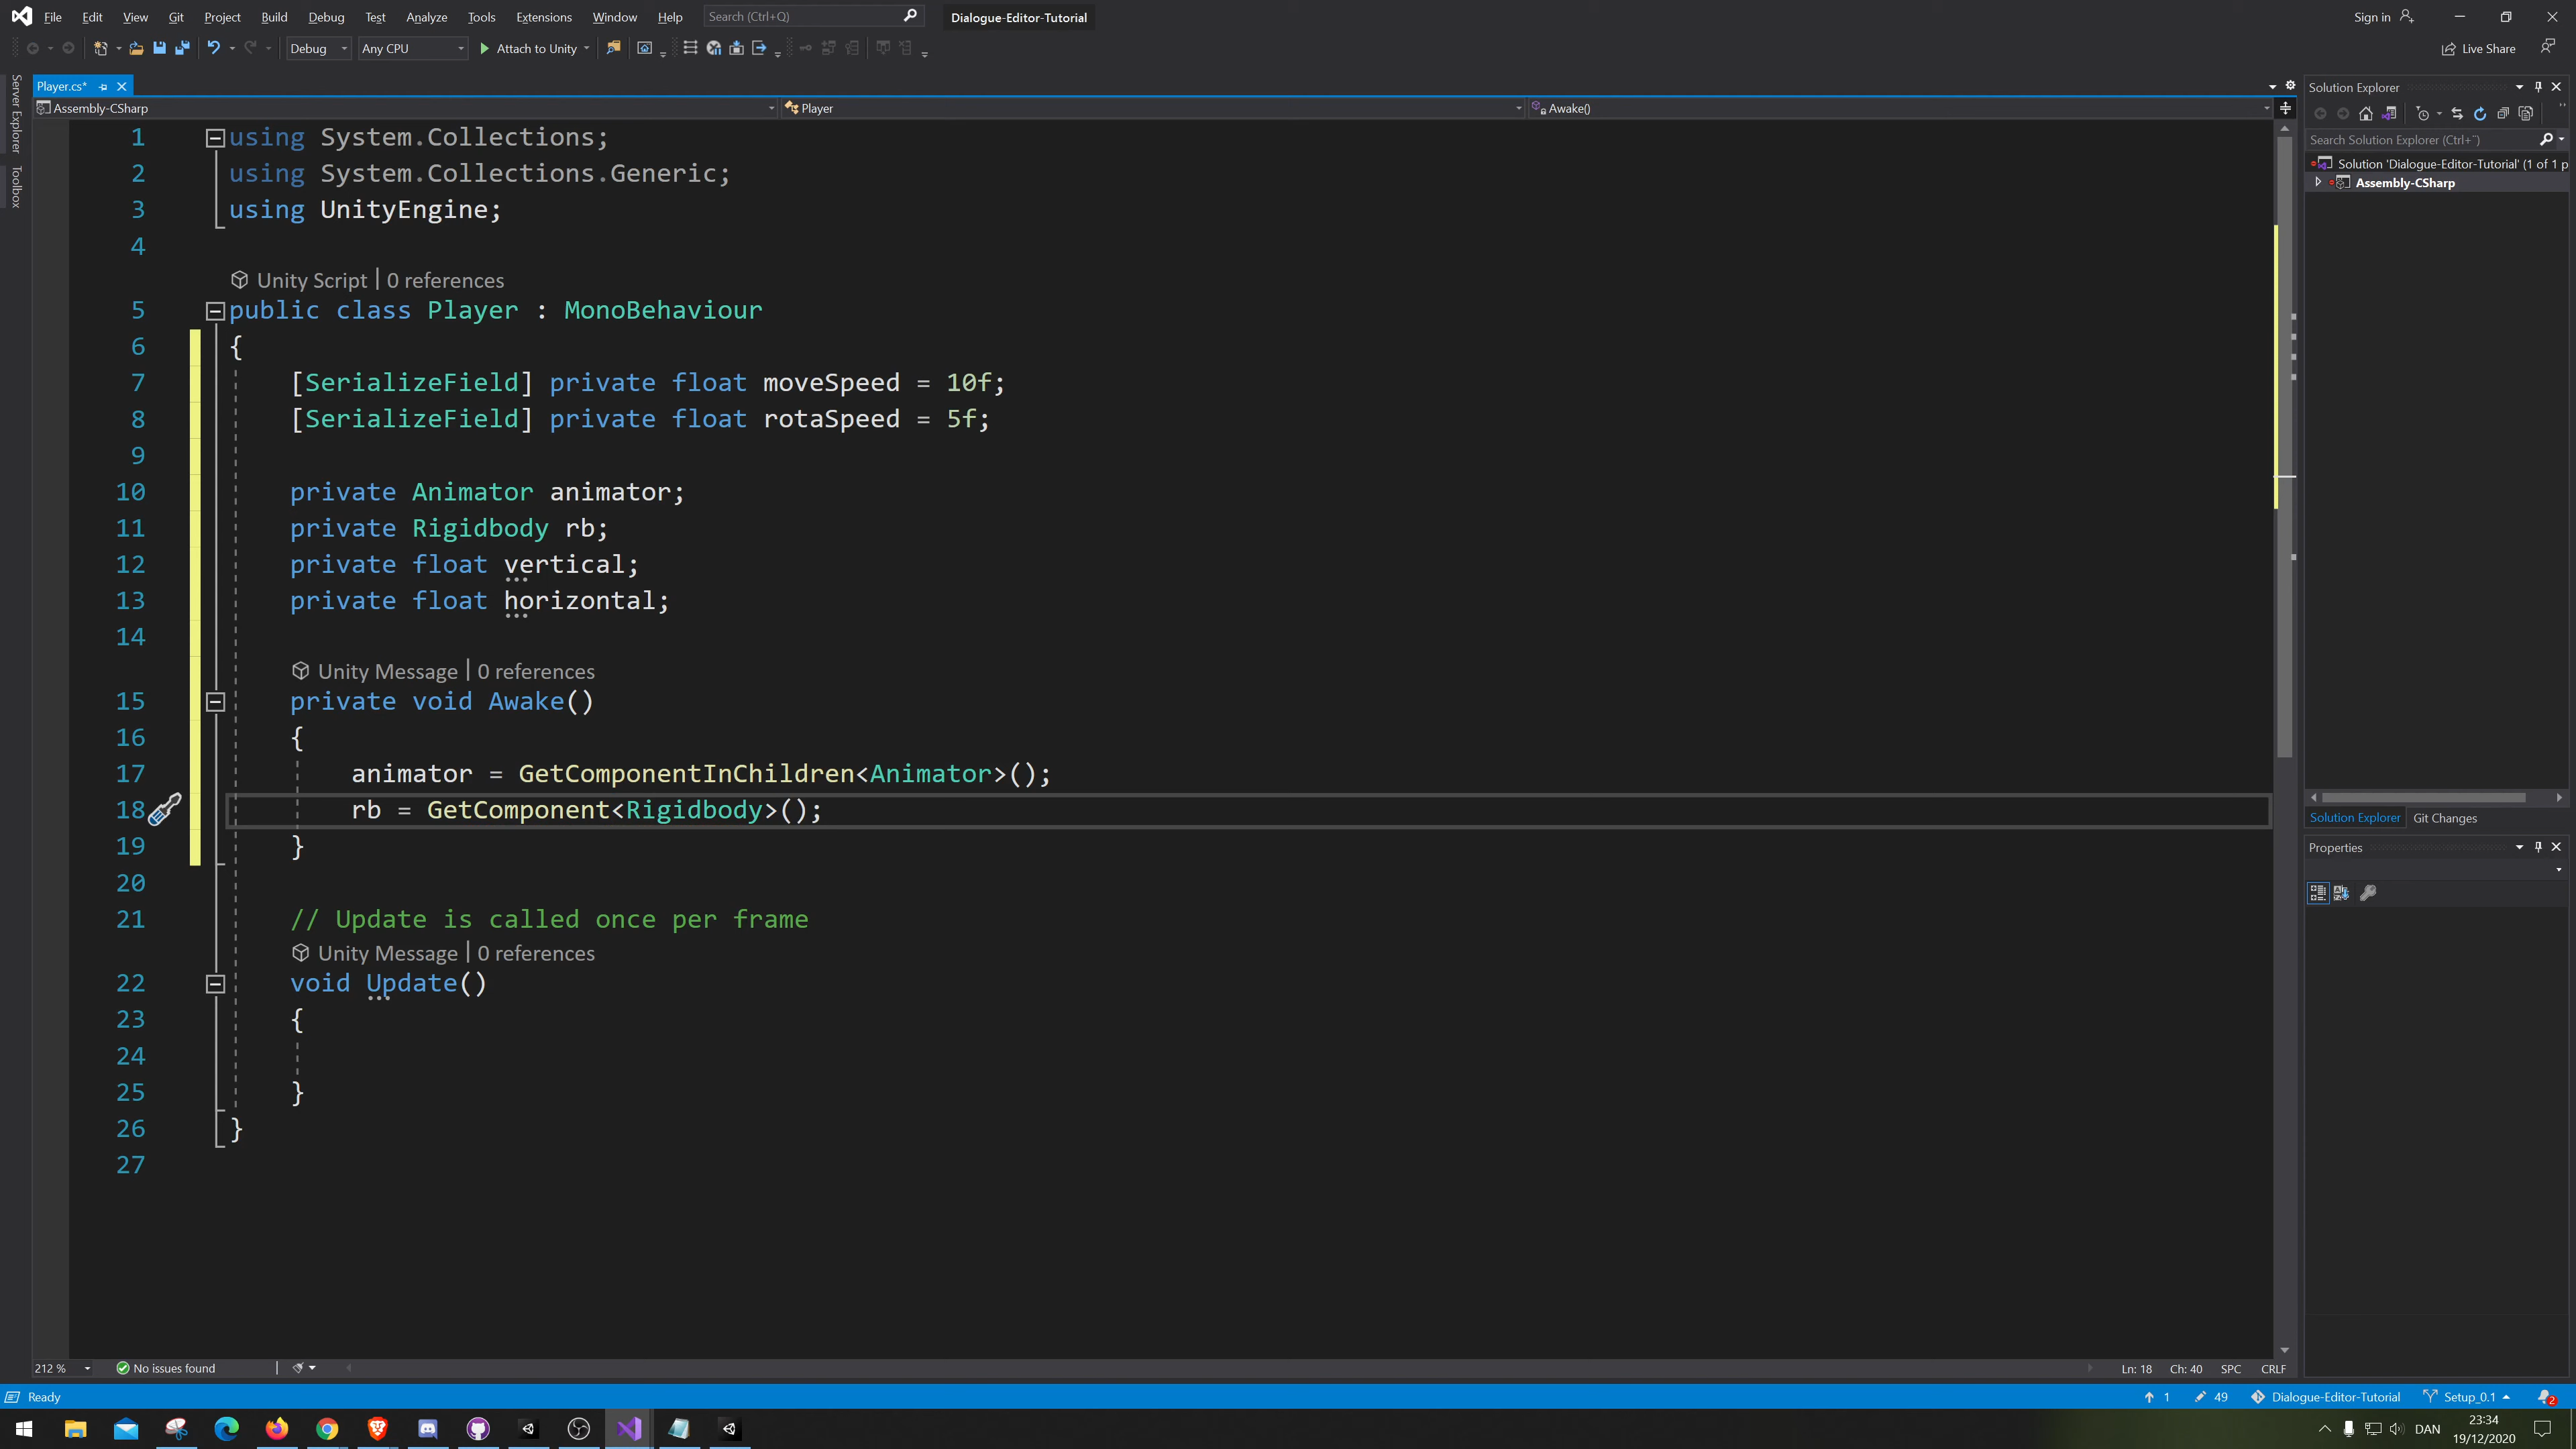 File Edit View Git Project Build Debug Test Analyze Tools Extensions Window Help Search (Ctrl+Q) Dialogue-Editor-Tutorial Sign in
Debug Any CPU Attach to Unity Live Share
Server Explorer
Toolbox
Player.cs*
Assembly-CSharp Player Awake()
1 using System.Collections;
2 using System.Collections.Generic;
3 using UnityEngine;
4
Unity Script | 0 references
5 public class Player : MonoBehaviour
6 {
7 [SerializeField] private float moveSpeed = 10f;
8 [SerializeField] private float rotaSpeed = 5f;
9
10 private Animator animator;
11 private Rigidbody rb;
12 private float vertical;
13 private float horizontal;
14
Unity Message | 0 references
15 private void Awake()
16 {
17 animator = GetComponentInChildren<Animator>();
18 rb = GetComponent<Rigidbody>();
19 }
20
21 // Update is called once per frame
Unity Message | 0 references
22 void Update()
23 {
24
25 }
26 }
27
212 % No issues found Ln: 18 Ch: 40 SPC CRLF
Solution Explorer
Search Solution Explorer (Ctrl+¨)
Solution 'Dialogue-Editor-Tutorial' (1 of 1 p
Assembly-CSharp
Solution Explorer Git Changes
Properties
Ready 1 49 Dialogue-Editor-Tutorial Setup_0.1 2
DAN 23:34
19/12/2020